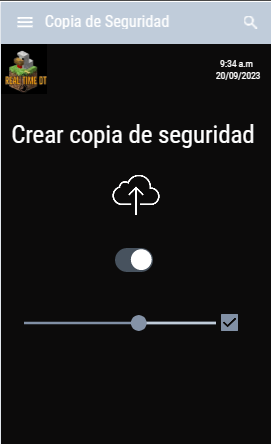 Copia de Seguridad
9:34 a.m
20/09/2023
REAL TIME DT
Crear copia de seguridad